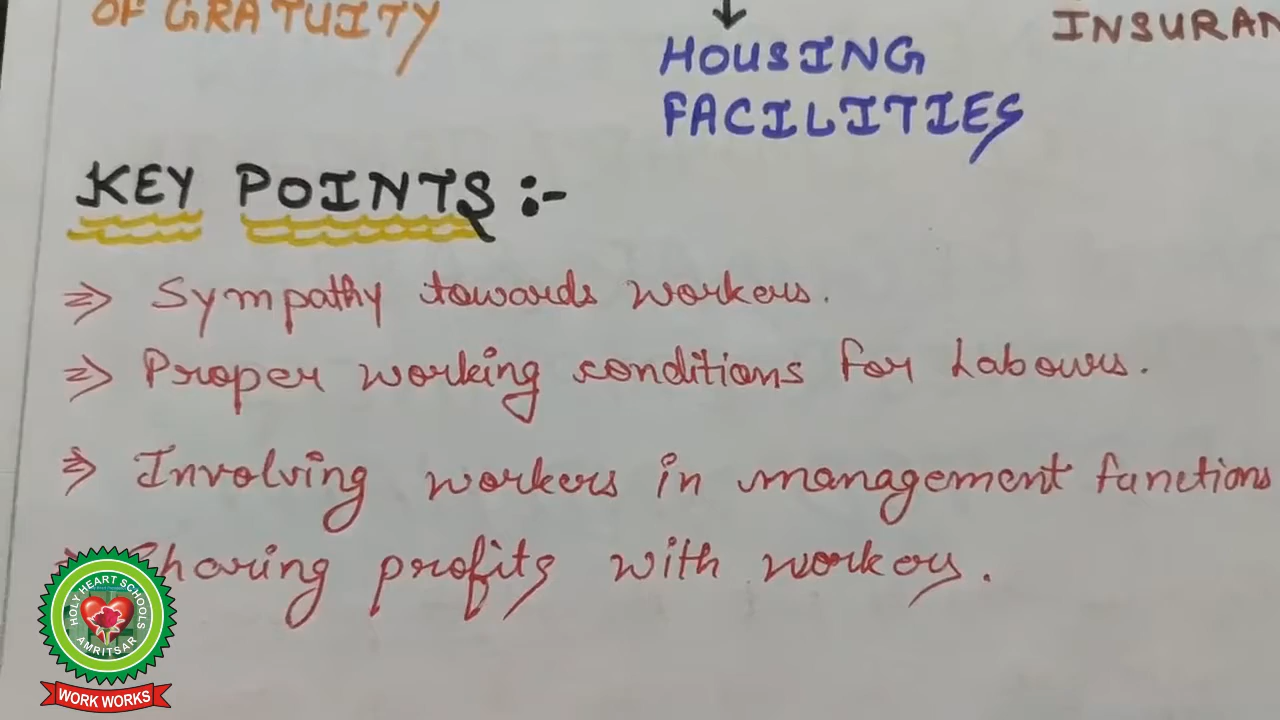 OF GRATUITY
HOUSING
FACILITIES
INSURAN
KEY POINTS :-
⇒ Sympathy towards workers.
⇒ Proper working conditions for Labours.
⇒ Involving workers in management functions
Sharing profits with workers.
HOLY HEART SCHOOLS
AMRITSAR
WORK WORKS